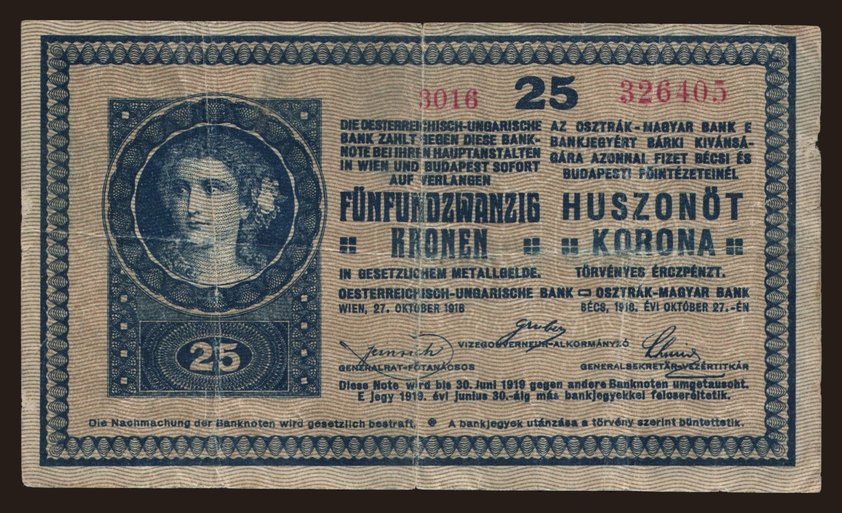 3016 25 326405
DIE OESTERREICHISCH-UNGARISCHE
BANK ZAHLT GEGEN DIESE BANK-
NOTE BEI IHREN HAUPTANSTALTEN
IN WIEN UND BUDAPEST SOFORT
AUF VERLANGEN
FÜNFUNDZWANZIG
KRONEN
IN GESETZLICHEM METALLGELDE.
AZ OSZTRÁK-MAGYAR BANK E
BANKJEGYÉRT BÁRKI KIVÁNSÁ-
GÁRA AZONNAL FIZET BÉCSI ÉS
BUDAPESTI FŐINTÉZETEINÉL
HUSZONÖT
KORONA
TÖRVÉNYES ÉRCZPÉNZT.
OESTERREICHISCH-UNGARISCHE BANK OSZTRÁK-MAGYAR BANK
WIEN, 27. OKTOBER 1918 BÉCS, 1918. ÉVI OKTÓBER 27.-ÉN
Gruber
VIZEGOUVERNEUR-ALKORMÁNYZÓ
GENERALRAT-FŐTANÁCSOS GENERALSEKRETÄR-VEZÉRTITKÁR
25
Diese Note wird bis 30. Juni 1919 gegen andere Banknoten umgetauscht.
E jegy 1919. évi junius 30.-áig más bankjegyekkel felcseréltetik.
Die Nachmachung der Banknoten wird gesetzlich bestraft. A bankjegyek utánzása a törvény szerint büntettetik.